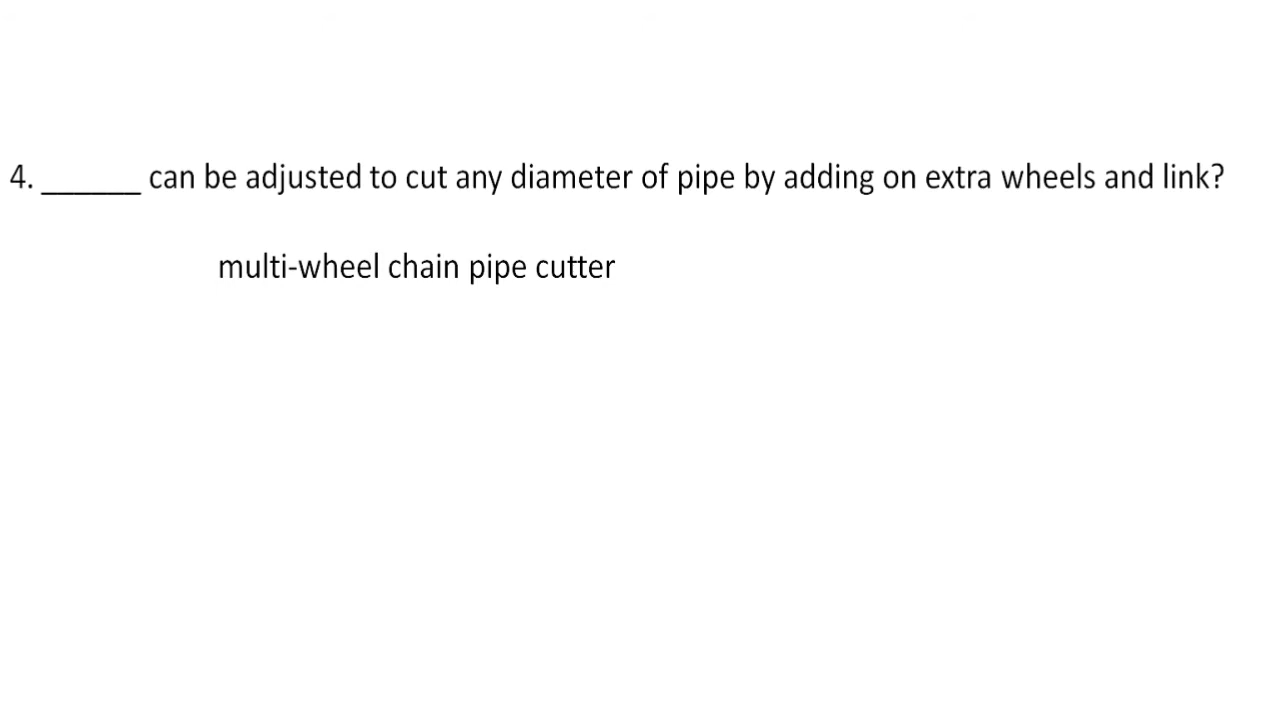 4. ______ can be adjusted to cut any diameter of pipe by adding on extra wheels and link?
multi-wheel chain pipe cutter